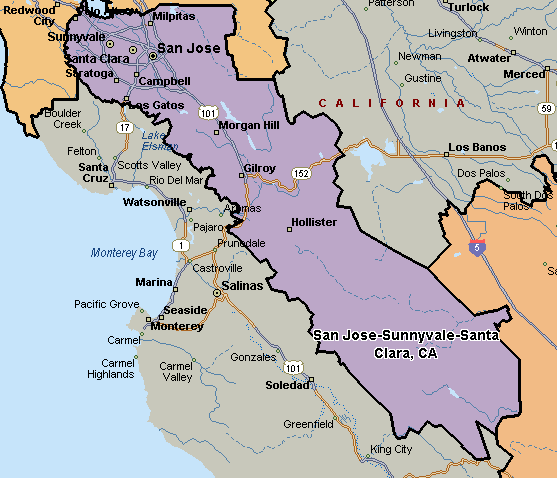 Redwood
City
Milpitas
Patterson
Turlock
Sunnyvale
San Jose
Livingston
Winton
Santa Clara
Atwater
Newman
Saratoga
Campbell
Merced
Gustine
Los Gatos
101
CALIFORNIA
59
Boulder
Creek
17
Morgan Hill
Lake
Elsman
Los Banos
Felton
Scotts Valley
Gilroy
152
Santa
Cruz
Rio Del Mar
Dos Palos
South Dos
Palos
Watsonville
Aromas
Hollister
Pajaro
1
Prunedale
5
Monterey Bay
Castroville
Marina
Salinas
Pacific Grove
Seaside
Monterey
San Jose-Sunnyvale-Santa
Clara, CA
Carmel
Gonzales
Carmel
Highlands
Carmel
Valley
101
Soledad
Greenfield
King City